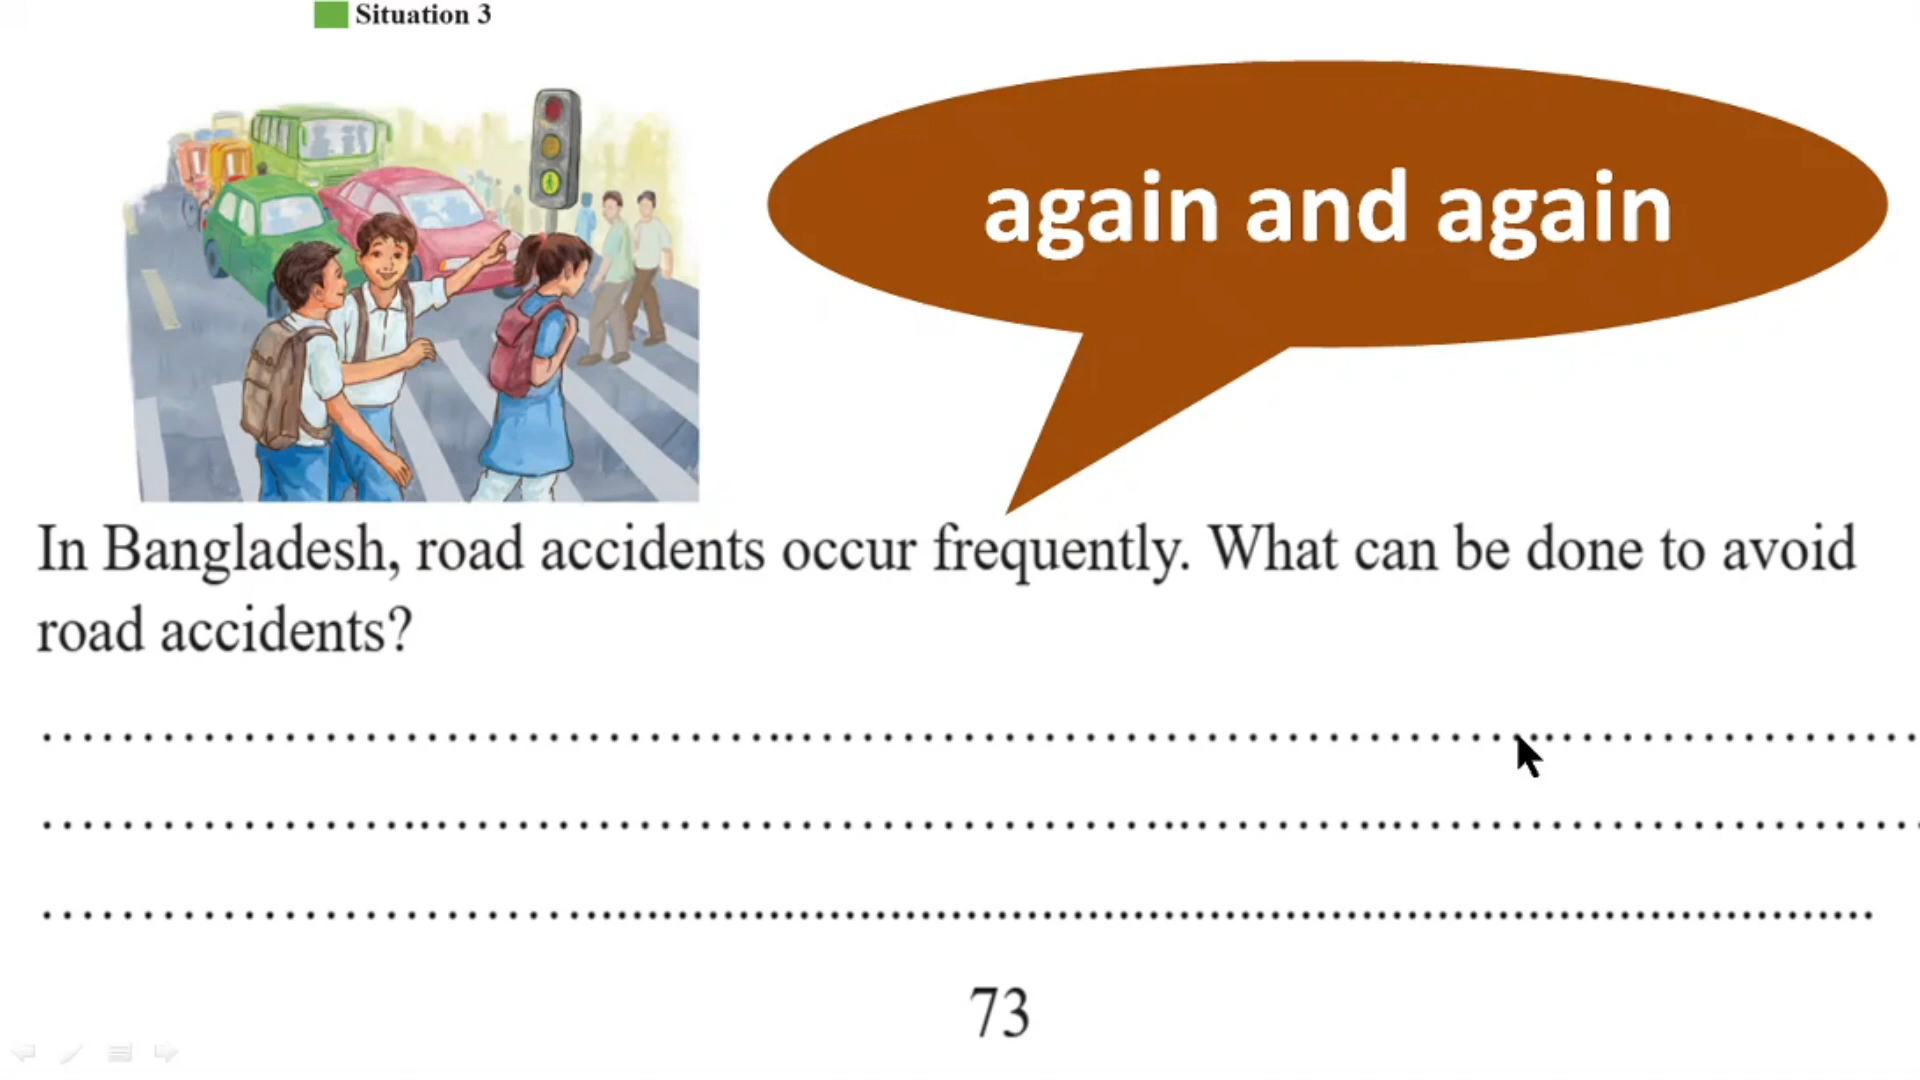 Situation 3
again and again
In Bangladesh, road accidents occur frequently. What can be done to avoid
road accidents?
73